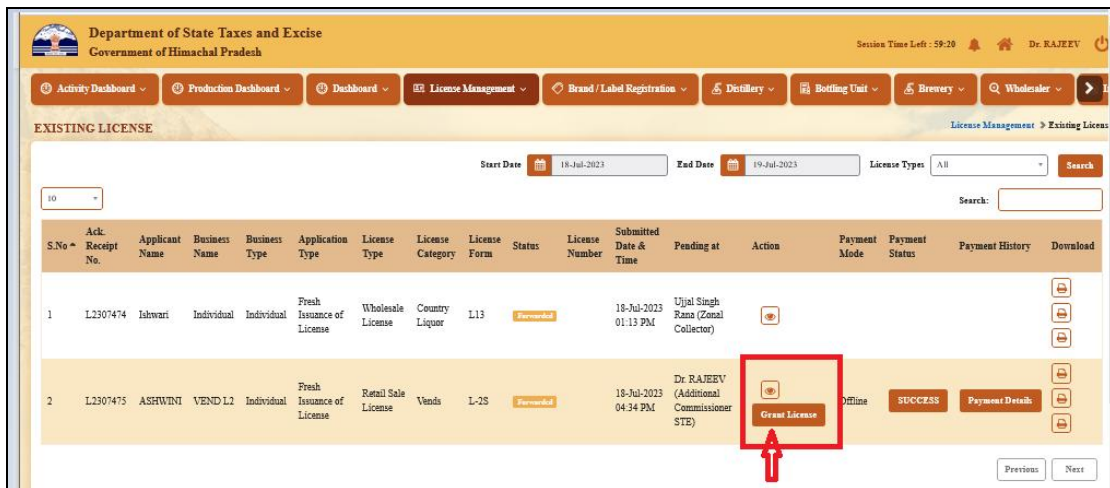 Department of State Taxes and Excise
Government of Himachal Pradesh
Session Time Left : 59:20 Dr. RAJEEV
Activity Dashboard Production Dashboard Dashboard License Management Brand / Label Registration Distillery Bottling Unit Brewery Wholesaler
EXISTING LICENSE
License Management Existing Licens
Start Date 18-Jul-2023 End Date 19-Jul-2023 License Types All Search
10 Search:
S.No Ack. Receipt No. Applicant Name Business Name Business Type Application Type License Type License Category License Form Status License Number Submitted Date & Time Pending at Action Payment Mode Payment Status Payment History Download
1 L2307474 Ishwari Individual Individual Fresh Issuance of License Wholesale License Country Liquor L13 Forwarded 18-Jul-2023 01:13 PM Ujjal Singh Rana (Zonal Collector)
2 L2307475 ASHWINI VEND L2 Individual Fresh Issuance of License Retail Sale License Vends L-2S Forwarded 18-Jul-2023 04:34 PM Dr. RAJEEV (Additional Commissioner STE) Grant License Offline SUCCESS Payment Details
Previous Next